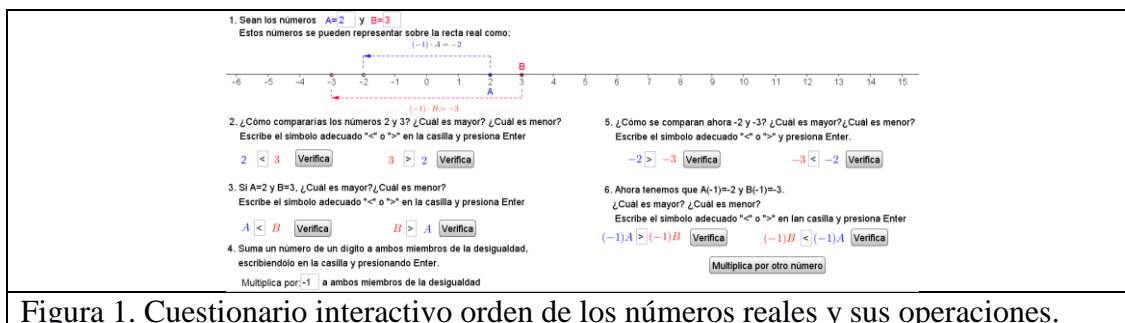 1. Sean los números A=2 y B=3
Estos números se pueden representar sobre la recta real como:
(−1) · A = −2
B
-6 -5 -4 -3 -2 -1 0 1 2 3 4 5 6 7 8 9 10 11 12 13 14 15
A
(−1) · B = −3
2. ¿Cómo compararías los números 2 y 3? ¿Cuál es mayor? ¿Cuál es menor?
Escribe el simbolo adecuado "<" o ">" en la casilla y presiona Enter
2 < 3 Verifica 3 > 2 Verifica
3. Si A=2 y B=3, ¿Cuál es mayor?¿Cuál es menor?
Escribe el simbolo adecuado "<" o ">" en la casilla y presiona Enter
A < B Verifica B > A Verifica
4. Suma un número de un dígito a ambos miembros de la desigualdad,
escribiendólo en la casilla y presionando Enter.
Multiplica por: -1 a ambos miembros de la desigualdad
5. ¿Cómo se comparan ahora -2 y -3? ¿Cuál es mayor?¿Cuál es menor?
Escribe el simbolo adecuado "<" o ">" y presiona Enter.
−2 > −3 Verifica −3 < −2 Verifica
6. Ahora tenemos que A(-1)=-2 y B(-1)=-3.
¿Cuál es mayor? ¿Cuál es menor?
Escribe el simbolo adecuado "<" o ">" en lan casilla y presiona Enter
(−1)A > (−1)B Verifica (−1)B < (−1)A Verifica
Multiplica por otro número
Figura 1. Cuestionario interactivo orden de los números reales y sus operaciones.